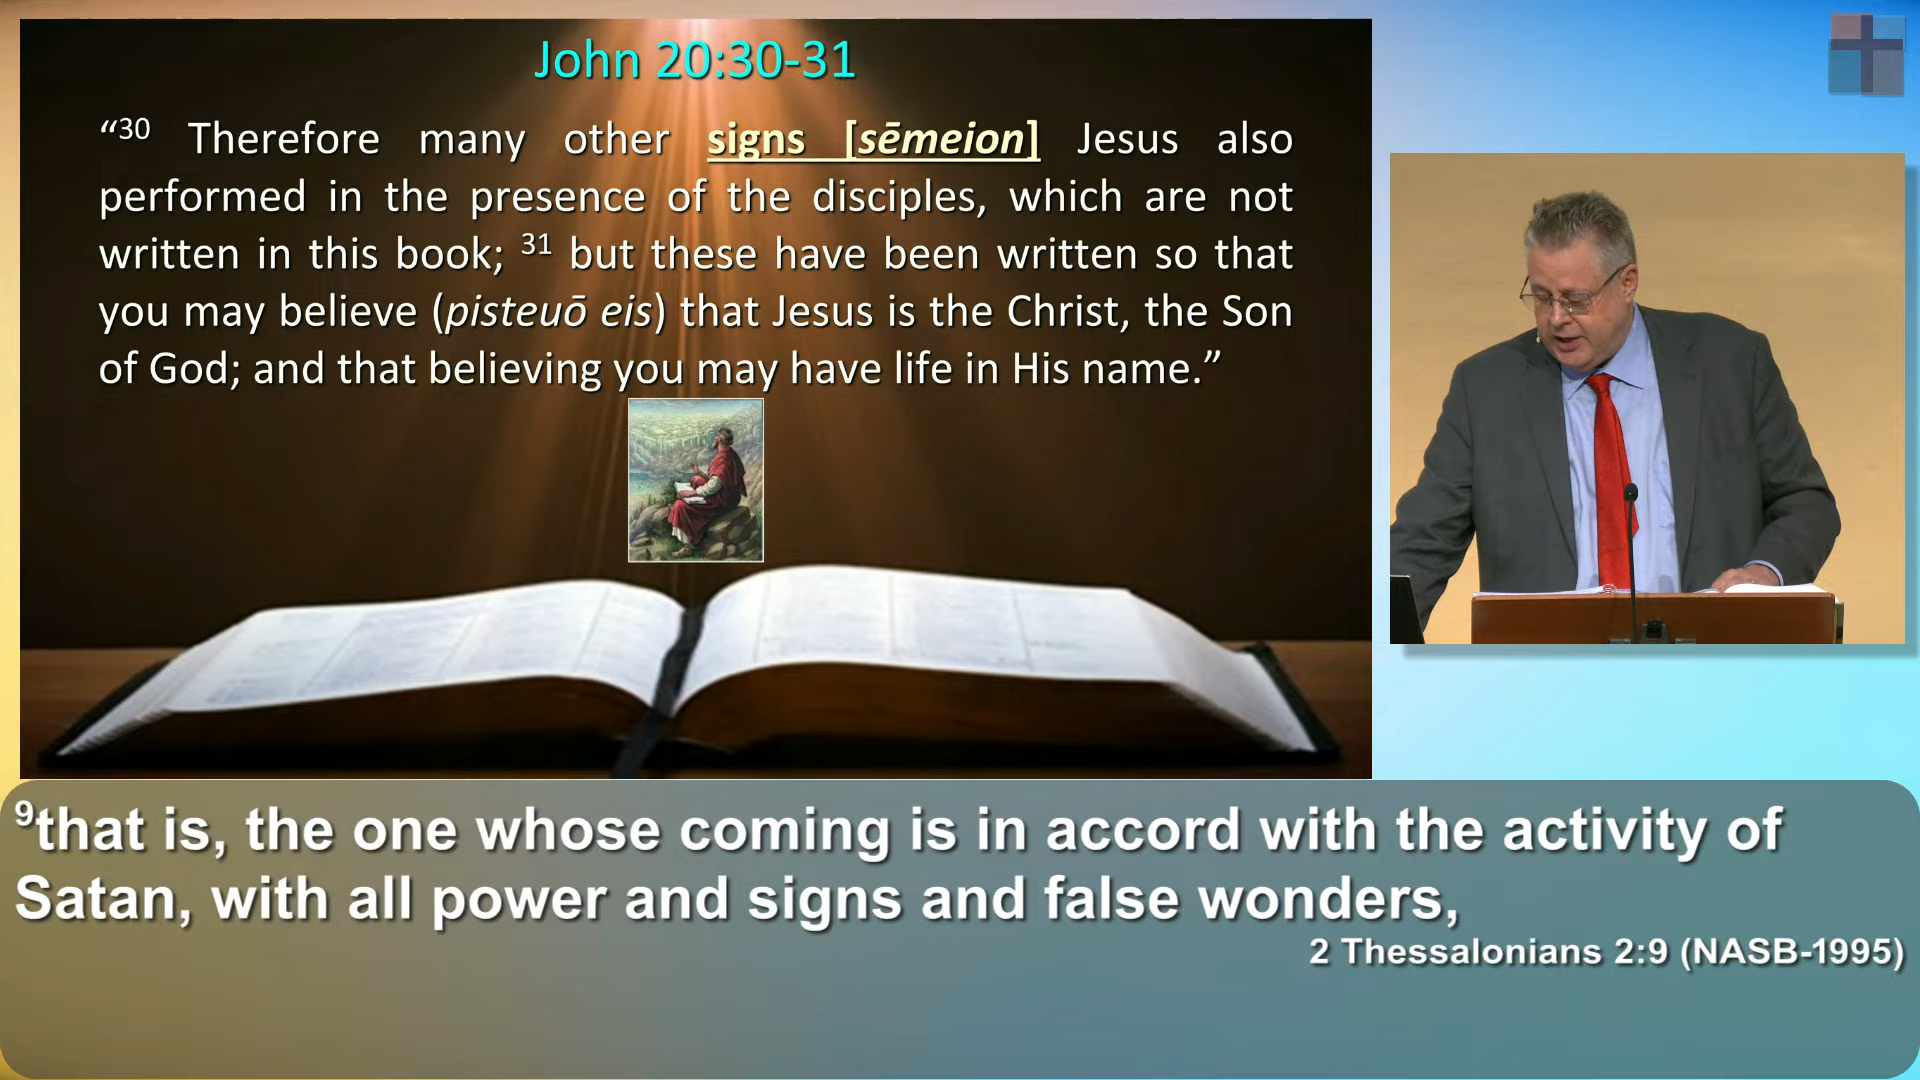 John 20:30-31
“30 Therefore many other signs [sēmeion] Jesus also
performed in the presence of the disciples, which are not
written in this book; 31 but these have been written so that
you may believe (pisteuō eis) that Jesus is the Christ, the Son
of God; and that believing you may have life in His name.”
9that is, the one whose coming is in accord with the activity of
Satan, with all power and signs and false wonders,
2 Thessalonians 2:9 (NASB-1995)